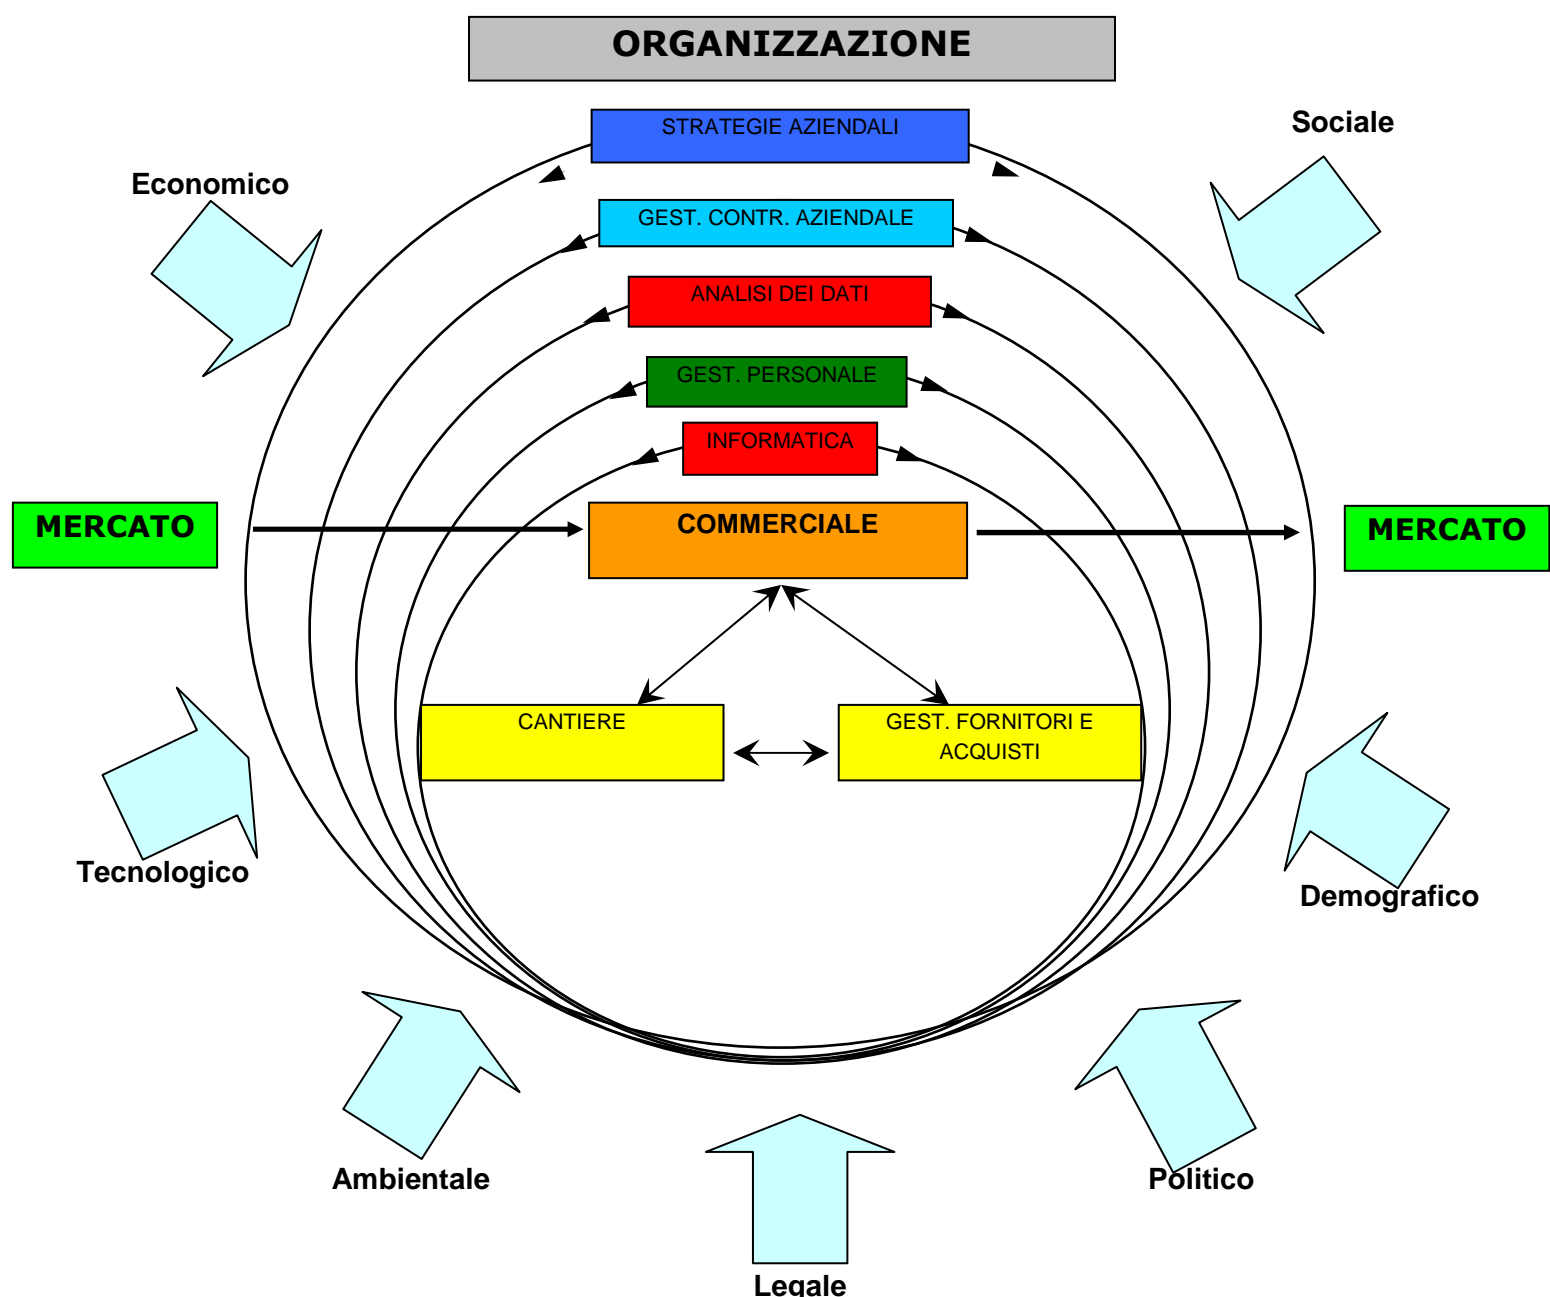 ORGANIZZAZIONE
STRATEGIE AZIENDALI
Sociale
Economico
GEST. CONTR. AZIENDALE
ANALISI DEI DATI
GEST. PERSONALE
INFORMATICA
MERCATO
COMMERCIALE
MERCATO
CANTIERE
GEST. FORNITORI E
ACQUISTI
Tecnologico
Demografico
Ambientale
Politico
Legale